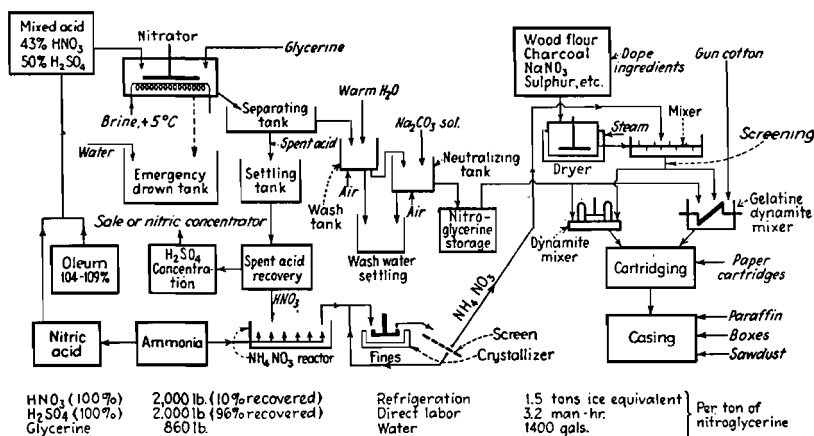 Mixed acid
43% HNO3
50% H2SO4
Nitrator
Glycerine
Brine, +5°C
Water
Emergency
drown tank
Separating
tank
Spent acid
Settling
tank
Warm H2O
Na2CO3 sol.
Neutralizing
tank
Wash
tank
Air
Air
Wash water
settling
Nitro-
glycerine
storage
Wood flour
Charcoal
NaNO3
Sulphur, etc.
Dope
ingredients
Gun cotton
Steam
Mixer
Screening
Dryer
Dynamite
mixer
Gelatine
dynamite
mixer
Cartridging
Paper
cartridges
Casing
Paraffin
Boxes
Sawdust
Sale or nitric concentrator
Oleum
104-109%
H2SO4
Concentra-
tion
Spent acid
recovery
HNO3
Nitric
acid
Ammonia
NH4NO3 reactor
Fines
Screen
Crystallizer
NH4NO3
HNO3 (100%) 2,000 lb. (10% recovered) Refrigeration 1.5 tons ice equivalent
H2SO4 (100%) 2,000 lb. (96% recovered) Direct labor 3.2 man-hr.
Glycerine 860 lb. Water 1400 gals.
Per ton of
nitroglycerine